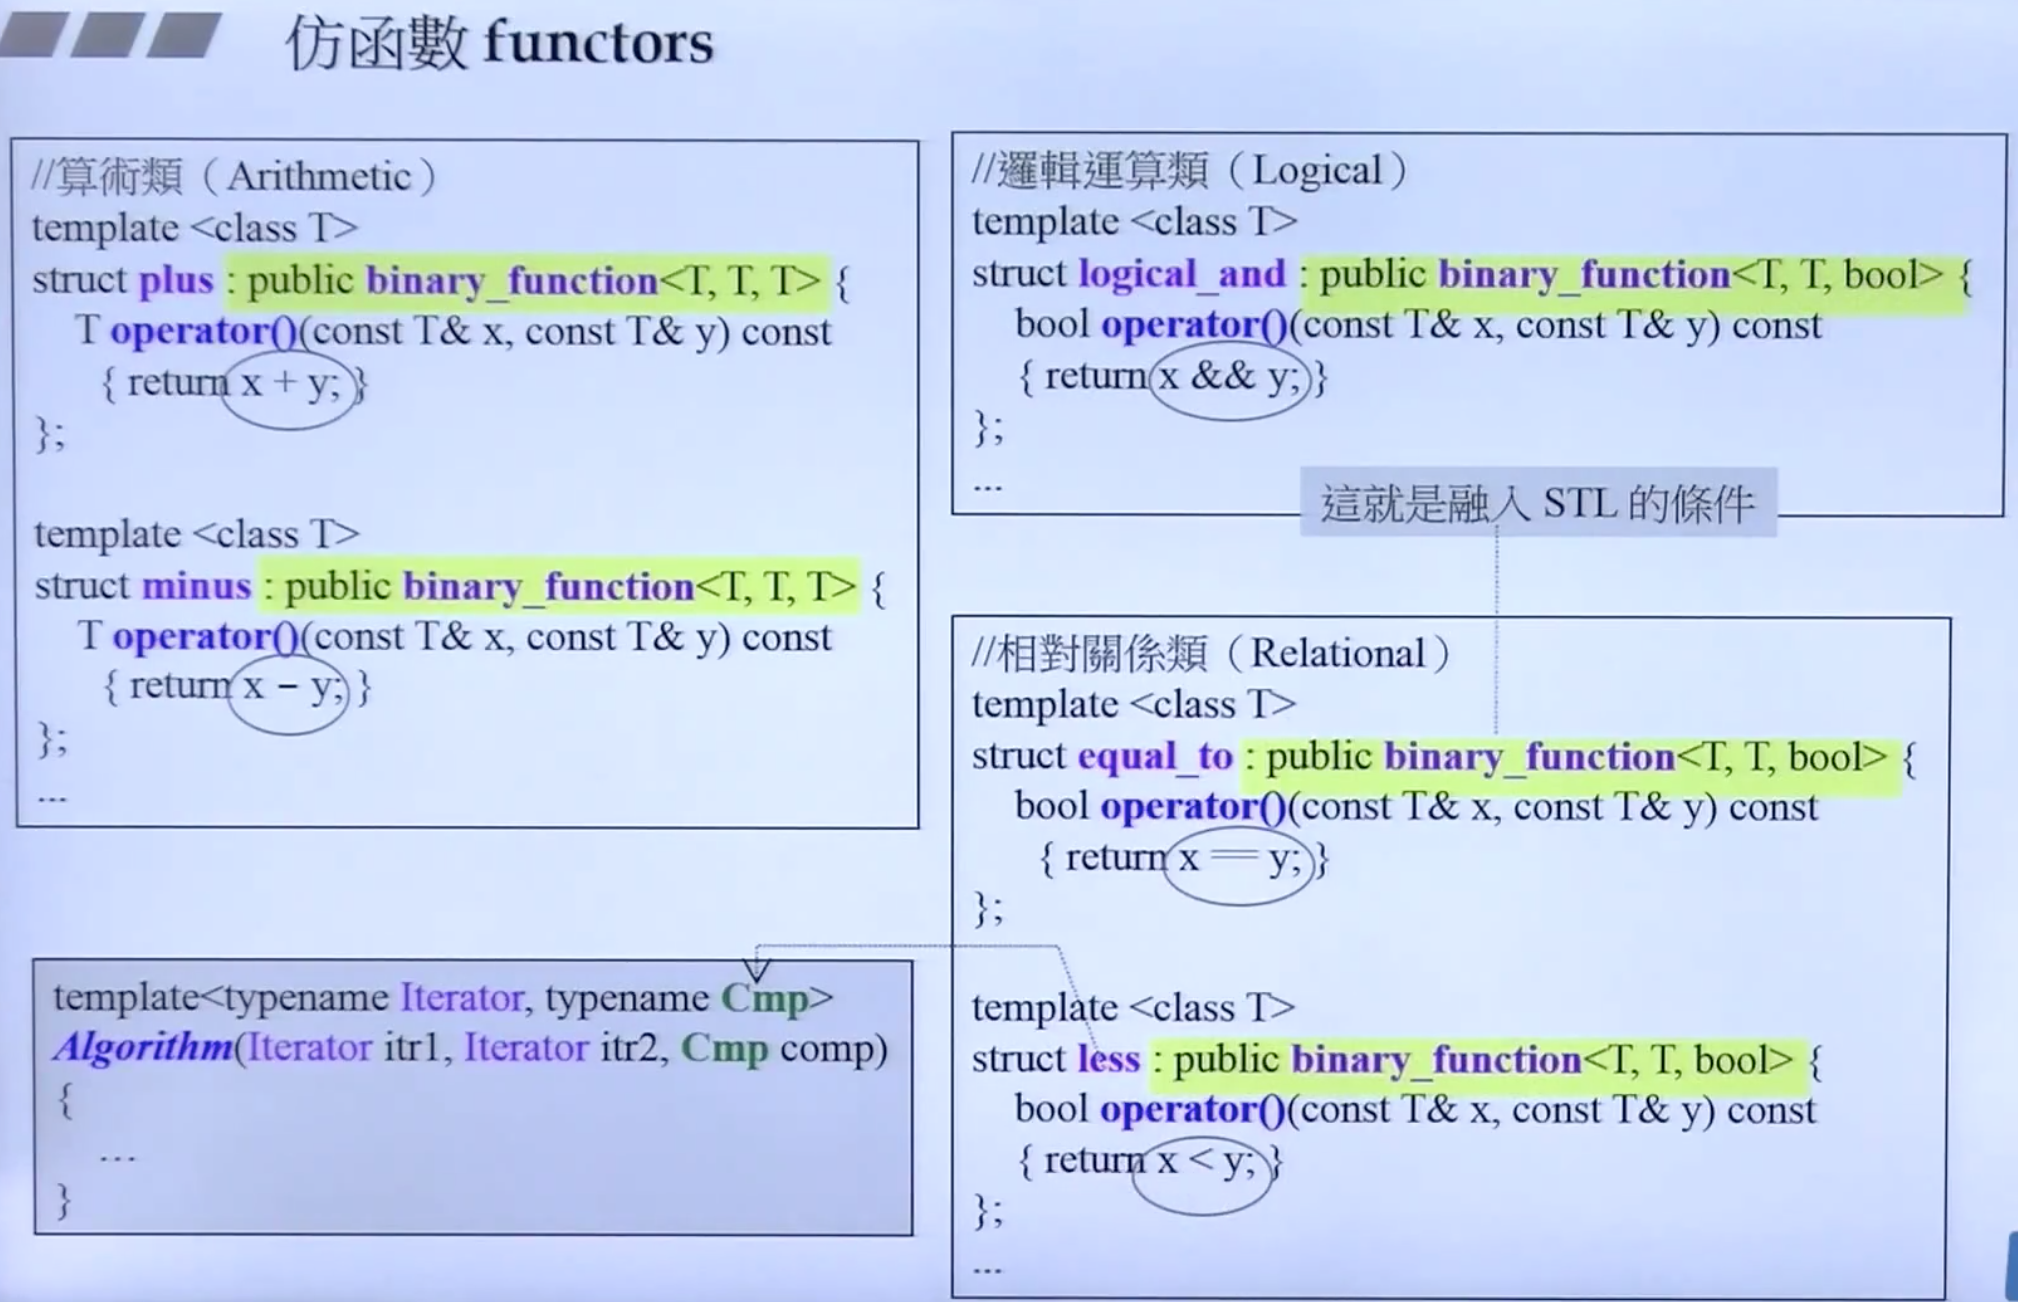 仿函數 functors
//算術類（Arithmetic）
template <class T>
struct plus : public binary_function<T, T, T> {
T operator()(const T& x, const T& y) const
{ return x + y; }
};
template <class T>
struct minus : public binary_function<T, T, T> {
T operator()(const T& x, const T& y) const
{ return x − y; }
};
...
template<typename Iterator, typename Cmp>
Algorithm(Iterator itr1, Iterator itr2, Cmp comp)
{
...
}
//邏輯運算類（Logical）
template <class T>
struct logical_and : public binary_function<T, T, bool> {
bool operator()(const T& x, const T& y) const
{ return x && y; }
};
...
這就是融入 STL 的條件
//相對關係類（Relational）
template <class T>
struct equal_to : public binary_function<T, T, bool> {
bool operator()(const T& x, const T& y) const
{ return x == y; }
};
template <class T>
struct less : public binary_function<T, T, bool> {
bool operator()(const T& x, const T& y) const
{ return x < y; }
};
...